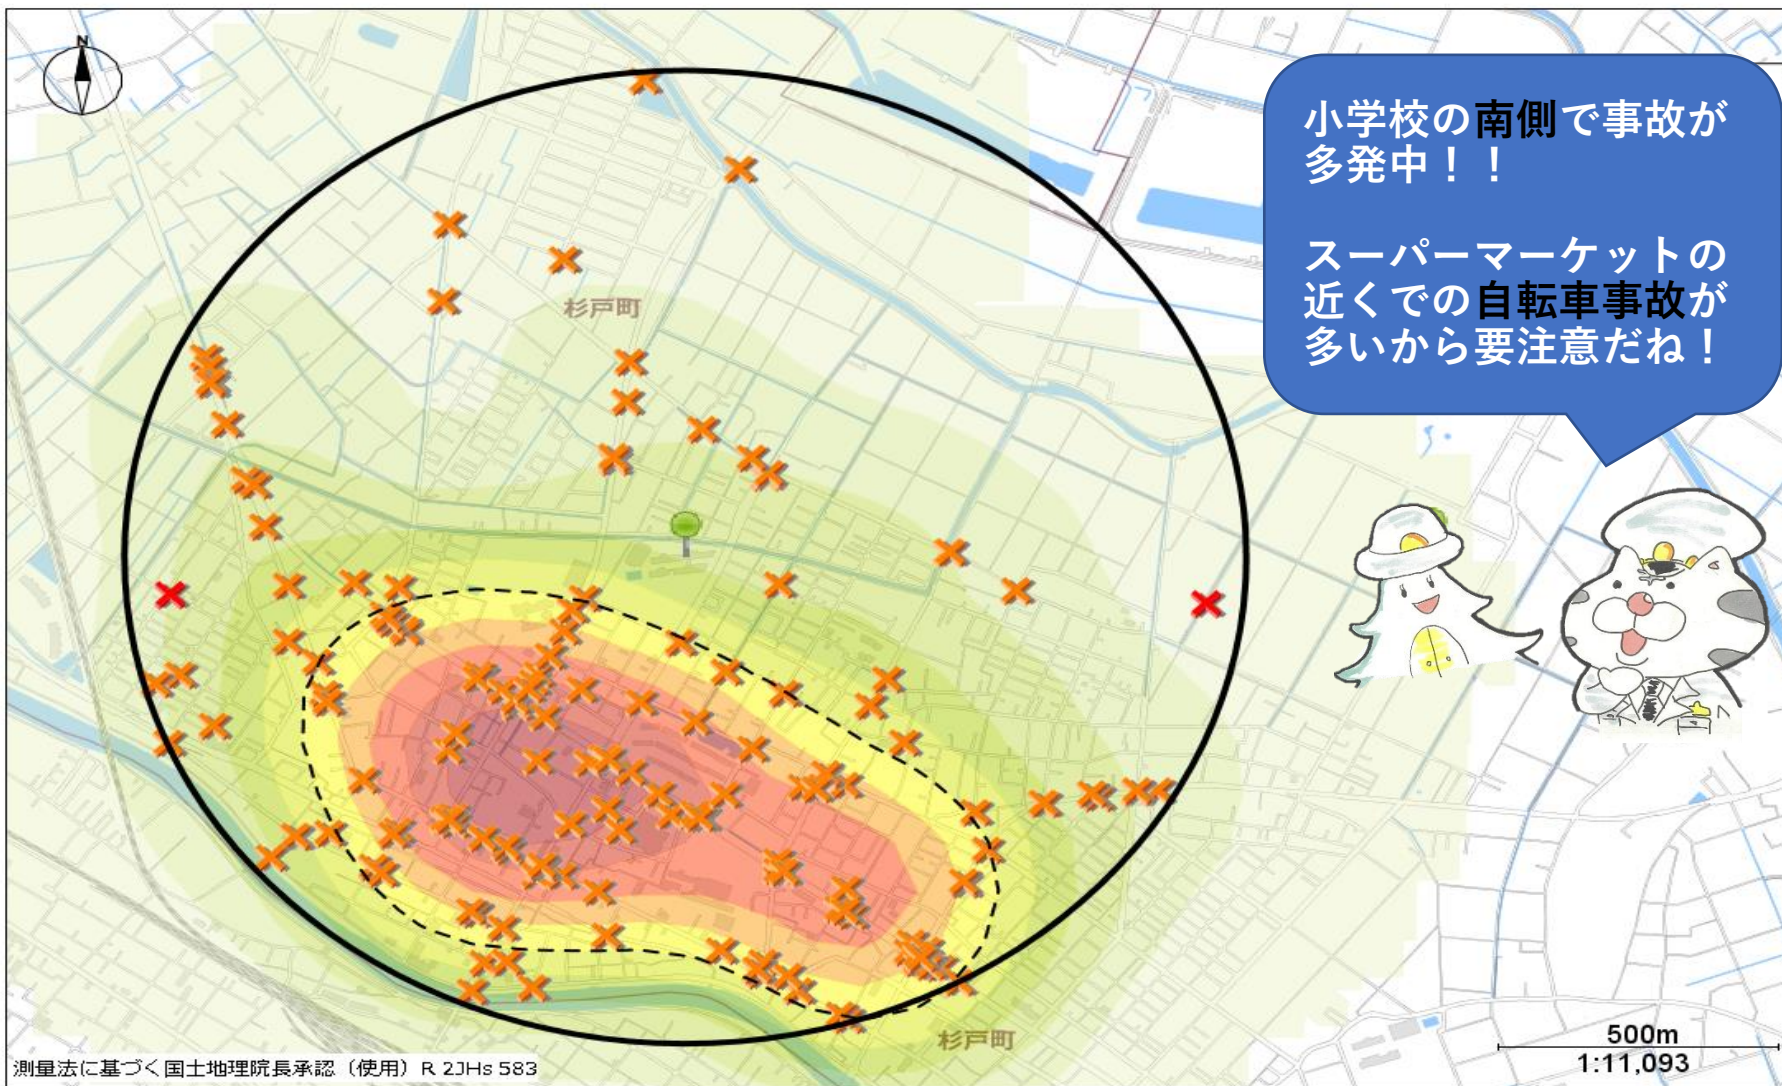 N
小学校の南側で事故が
多発中！！
スーパーマーケットの
近くでの自転車事故が
多いから要注意だね！
杉戸町
杉戸町
500m
1:11,093
測量法に基づく国土地理院長承認（使用）R 2JHs 583